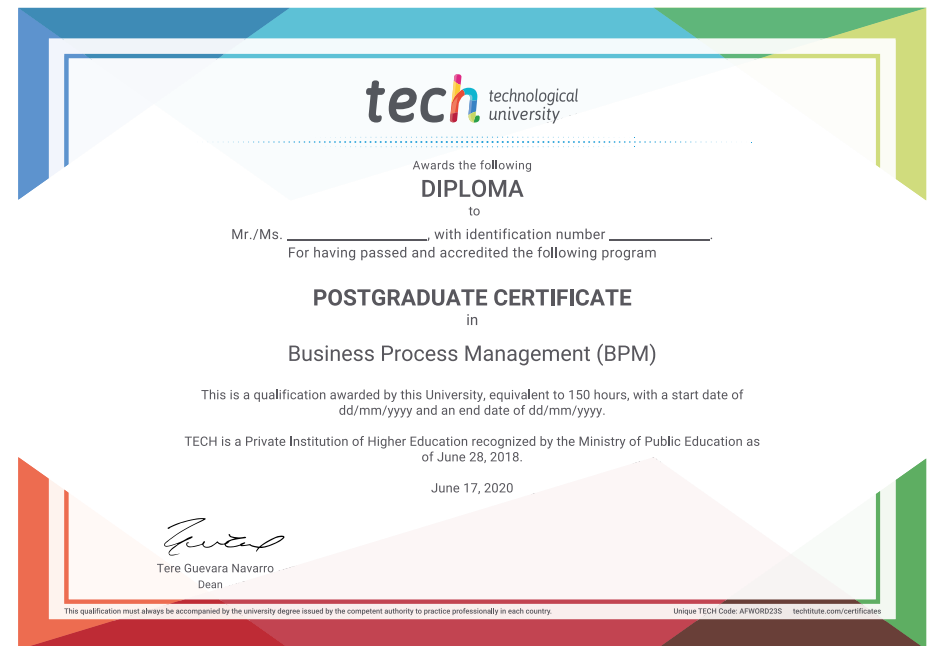 tech technological
university
Awards the following
DIPLOMA
to
Mr./Ms. ____________________, with identification number ______________.
For having passed and accredited the following program
POSTGRADUATE CERTIFICATE
in
Business Process Management (BPM)
This is a qualification awarded by this University, equivalent to 150 hours, with a start date of
dd/mm/yyyy and an end date of dd/mm/yyyy.
TECH is a Private Institution of Higher Education recognized by the Ministry of Public Education as
of June 28, 2018.
June 17, 2020
Tere Guevara Navarro
Dean
This qualification must always be accompanied by the university degree issued by the competent authority to practice professionally in each country.
Unique TECH Code: AFWORD23S techtitute.com/certificates